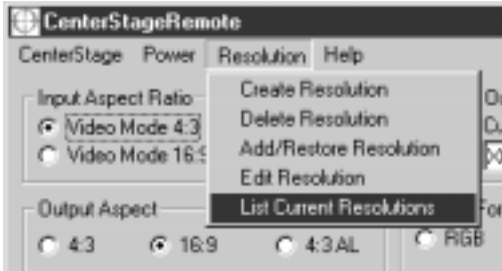 CenterStageRemote
CenterStage Power Resolution Help
Create Resolution
Delete Resolution
Add/Restore Resolution
Edit Resolution
List Current Resolutions
Input Aspect Ratio
Video Mode 4:3
Video Mode 16:9
Output Aspect
4:3 16:9 4:3 AL
RGB